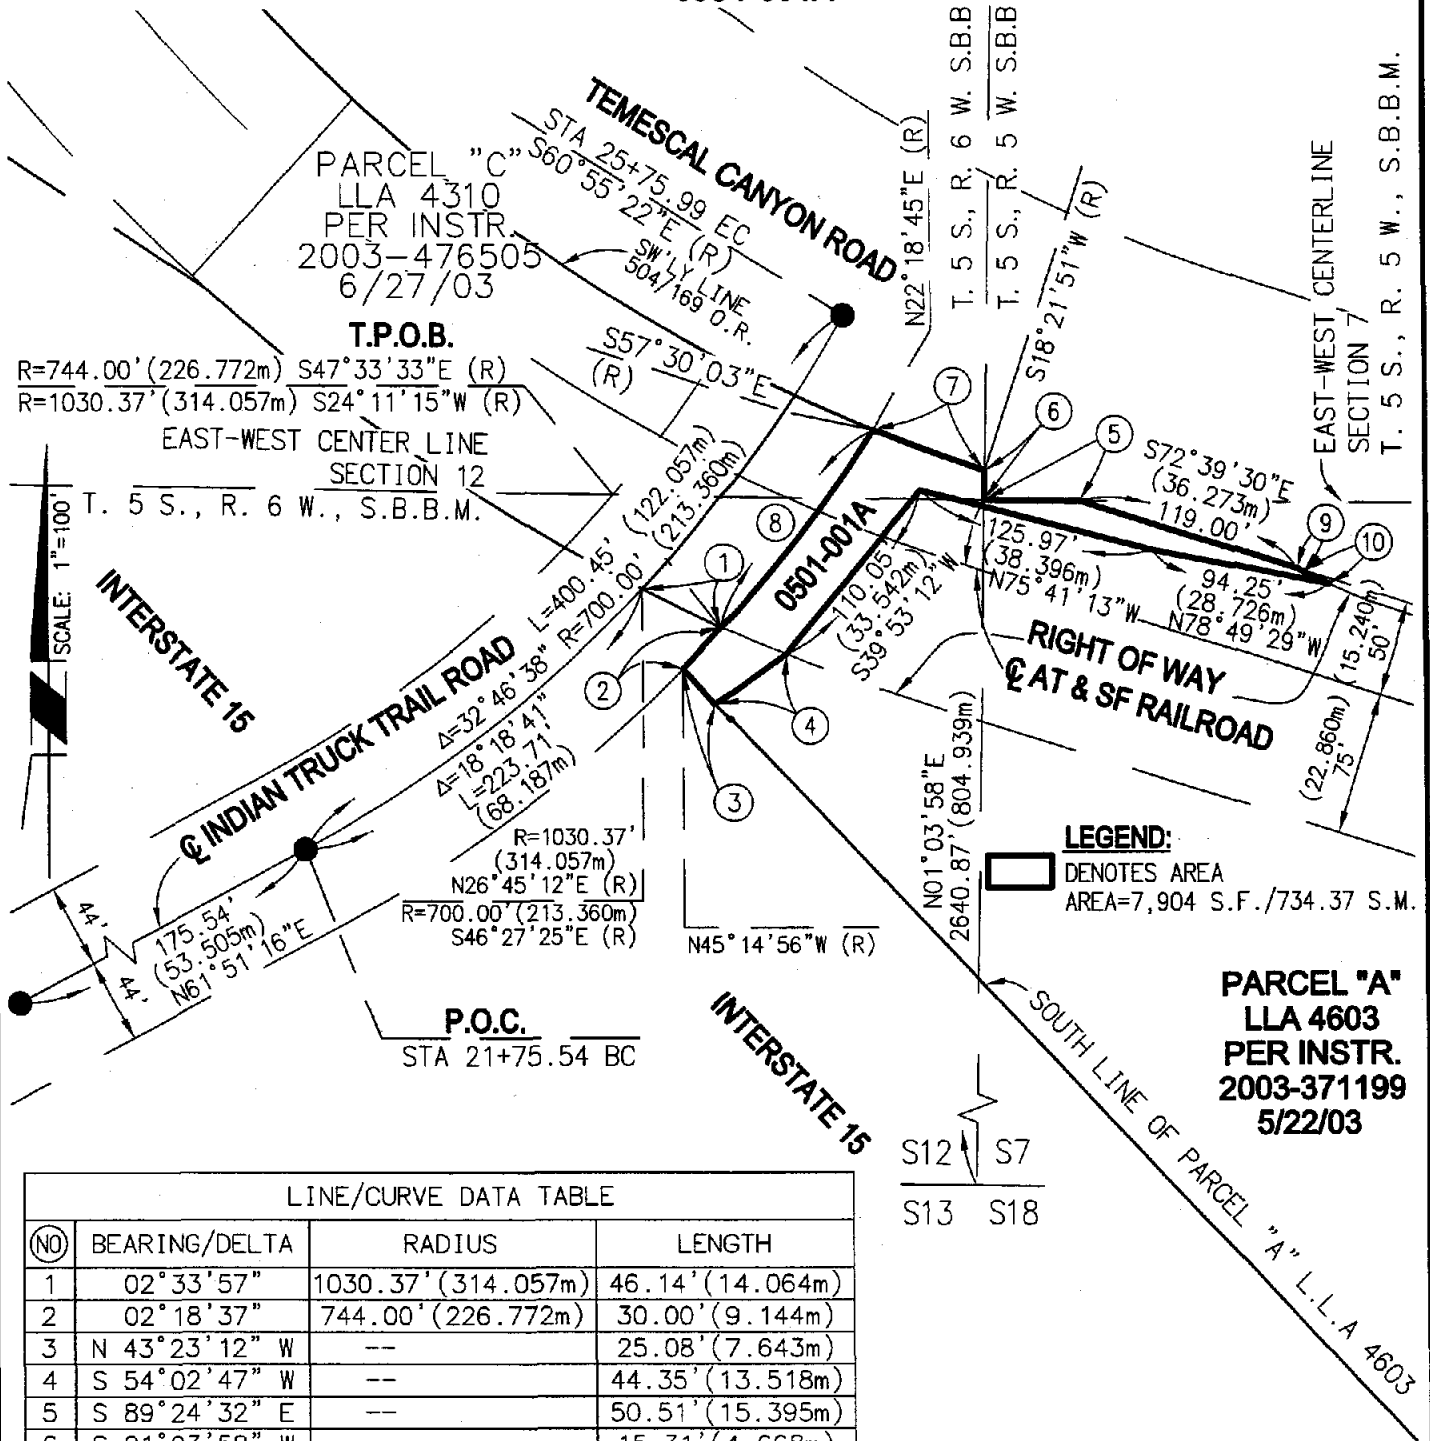 TEMESCAL CANYON ROAD
STA 25+75.99 EC
S60°55'22"E (R)
SW'LY LINE
504/169 O.R.
PARCEL "C"
LLA 4310
PER INSTR.
2003-476505
6/27/03
T.P.O.B.
R=744.00'(226.772m) S47°33'33"E (R)
R=1030.37'(314.057m) S24°11'15"W (R)
EAST-WEST CENTER LINE
SECTION 12
T. 5 S., R. 6 W., S.B.B.M.
S57°30'03"E
(R)
N22°18'45"E (R)
T. 5 S., R. 6 W. S.B.B
T. 5 S., R. 5 W. S.B.B
S18°21'51"W (R)
EAST-WEST CENTERLINE
SECTION 7
T. 5 S., R. 5 W., S.B.B.M.
SCALE: 1"=100'
INTERSTATE 15
℄ INDIAN TRUCK TRAIL ROAD
L=400.45' (122.057m)
R=700.00' (213.360m)
Δ=32°46'38"
Δ=18°18'41"
L=223.71'
(68.187m)
7
6
5
8
1
2
4
3
9
10
0501-001A
110.05'
(33.542m)
S39°53'12"W
S72°39'30"E
(36.273m)
119.00'
125.97'
(38.396m)
N75°41'13"W
94.25'
(28.726m)
N78°49'29"W
(15.240m)
50'
(22.860m)
75'
RIGHT OF WAY
℄ AT & SF RAILROAD
R=1030.37'
(314.057m)
N26°45'12"E (R)
R=700.00'(213.360m)
S46°27'25"E (R)
N45°14'56"W (R)
N01°03'58"E
2640.87'(804.939m)
LEGEND:
DENOTES AREA
AREA=7,904 S.F./734.37 S.M.
44'
44'
175.54'
(53.505m)
N61°51'16"E
P.O.C.
STA 21+75.54 BC
INTERSTATE 15
SOUTH LINE OF PARCEL "A" L.L.A 4603
PARCEL "A"
LLA 4603
PER INSTR.
2003-371199
5/22/03
S12 S7
S13 S18
LINE/CURVE DATA TABLE
NO BEARING/DELTA RADIUS LENGTH
1 02°33'57" 1030.37'(314.057m) 46.14'(14.064m)
2 02°18'37" 744.00'(226.772m) 30.00'(9.144m)
3 N 43°23'12" W -- 25.08'(7.643m)
4 S 54°02'47" W -- 44.35'(13.518m)
5 S 89°24'32" E -- 50.51'(15.395m)